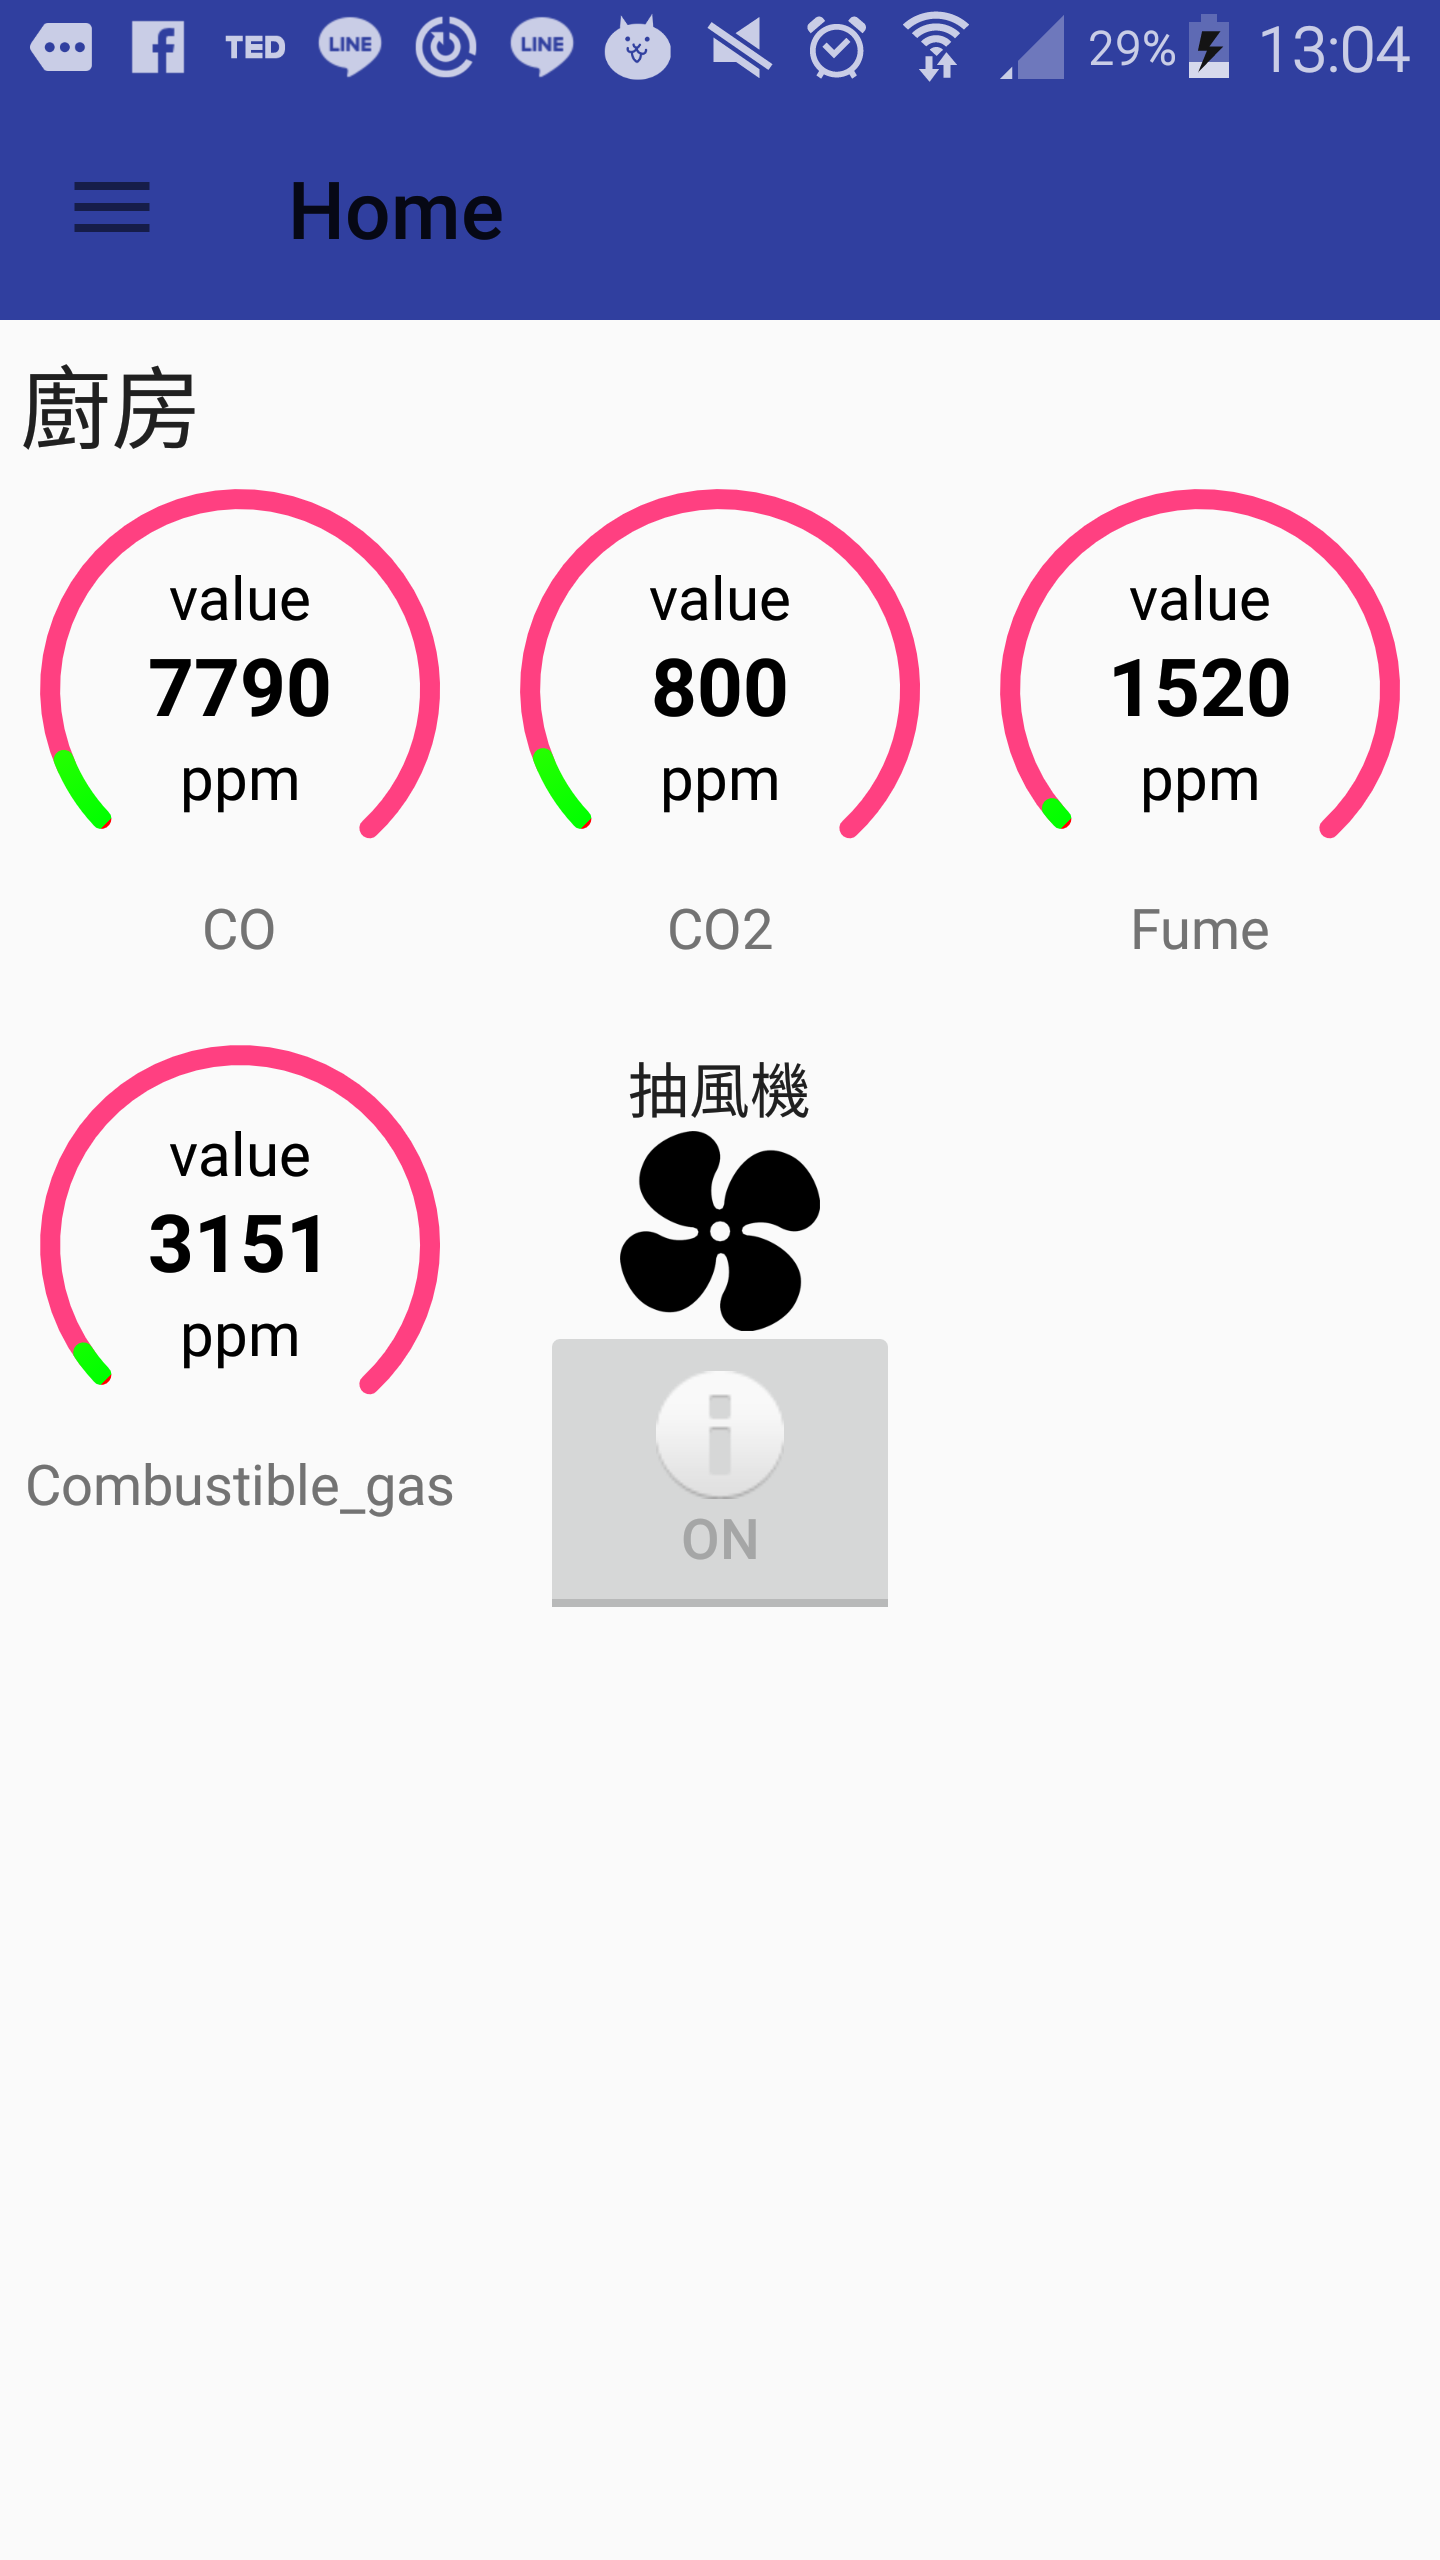 TED LINE LINE 29% 13:04
Home
廚房
value value value
7790 800 1520
ppm ppm ppm
CO CO2 Fume
抽風機
value
3151
ppm
Combustible_gas
ON